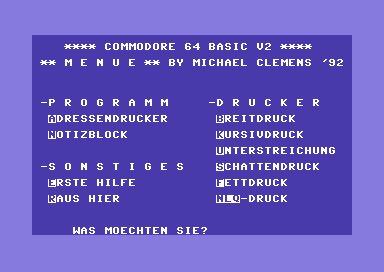 **** COMMODORE 64 BASIC V2 ****
** M E N U E ** BY MICHAEL CLEMENS '92
-P R O G R A M M
ADRESSENDRUCKER
NOTIZBLOCK
-S O N S T I G E S
ERSTE HILFE
RAUS HIER
-D R U C K E R
BREITDRUCK
KURSIVDRUCK
UNTERSTREICHUNG
SCHATTENDRUCK
FETTDRUCK
NLQ-DRUCK
WAS MOECHTEN SIE?